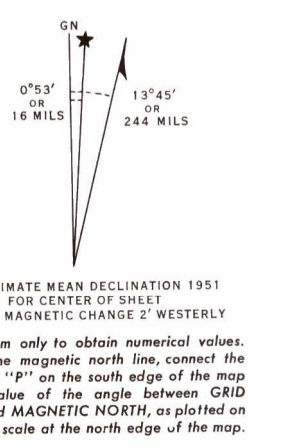 GN
0°53′
OR
16 MILS
13°45′
OR
244 MILS
IMATE MEAN DECLINATION 1951
FOR CENTER OF SHEET
MAGNETIC CHANGE 2′ WESTERLY
m only to obtain numerical values.
ne magnetic north line, connect the
"P" on the south edge of the map
alue of the angle between GRID
d MAGNETIC NORTH, as plotted on
scale at the north edge of the map.